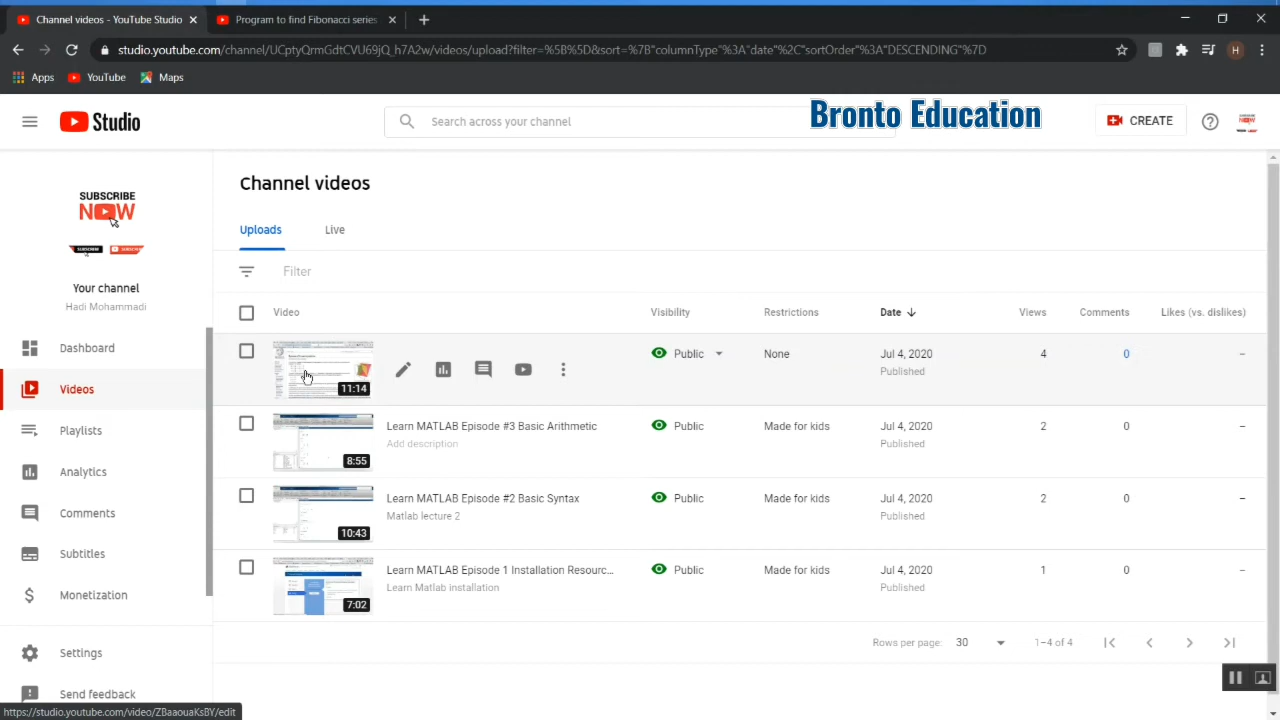 Channel videos - YouTube Studio
Program to find Fibonacci series
studio.youtube.com/channel/UCptyQrmGdtCVU69jQ_h7A2w/videos/upload?filter=%5B%5D&sort=%7B"columnType"%3A"date"%2C"sortOrder"%3A"DESCENDING"%7D
H
Apps
YouTube
Maps
Studio
Search across your channel
Bronto Education
CREATE
SUBSCRIBE
NOW
SUBSCRIBE
Your channel
Hadi Mohammadi
Dashboard
Videos
Playlists
Analytics
Comments
Subtitles
Monetization
Settings
Send feedback
Channel videos
Uploads Live
Filter
Video Visibility Restrictions Date Views Comments Likes (vs. dislikes)
11:14 Public None Jul 4, 2020 4 0 –
Published
Learn MATLAB Episode #3 Basic Arithmetic Public Made for kids Jul 4, 2020 2 0 –
Add description Published
8:55
Learn MATLAB Episode #2 Basic Syntax Public Made for kids Jul 4, 2020 2 0 –
Matlab lecture 2 Published
10:43
Learn MATLAB Episode 1 Installation Resourc... Public Made for kids Jul 4, 2020 1 0 –
Learn Matlab installation Published
7:02
Rows per page: 30 1–4 of 4
https://studio.youtube.com/video/ZBaaouaKsBY/edit